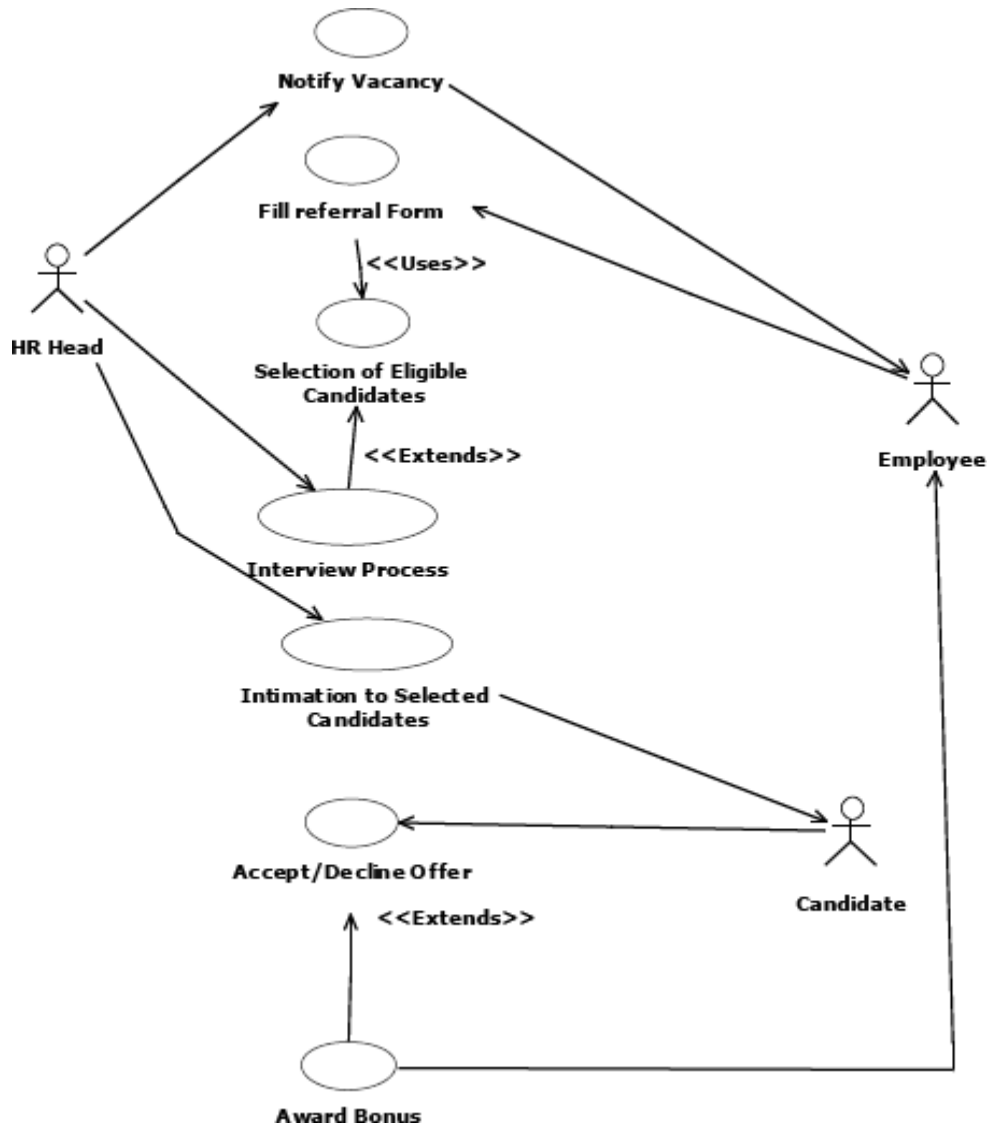 Notify Vacancy
Fill referral Form
<<Uses>>
HR Head
Selection of Eligible
Candidates
<<Extends>>
Employee
Interview Process
Intimation to Selected
Candidates
Accept/Decline Offer
Candidate
<<Extends>>
Award Bonus